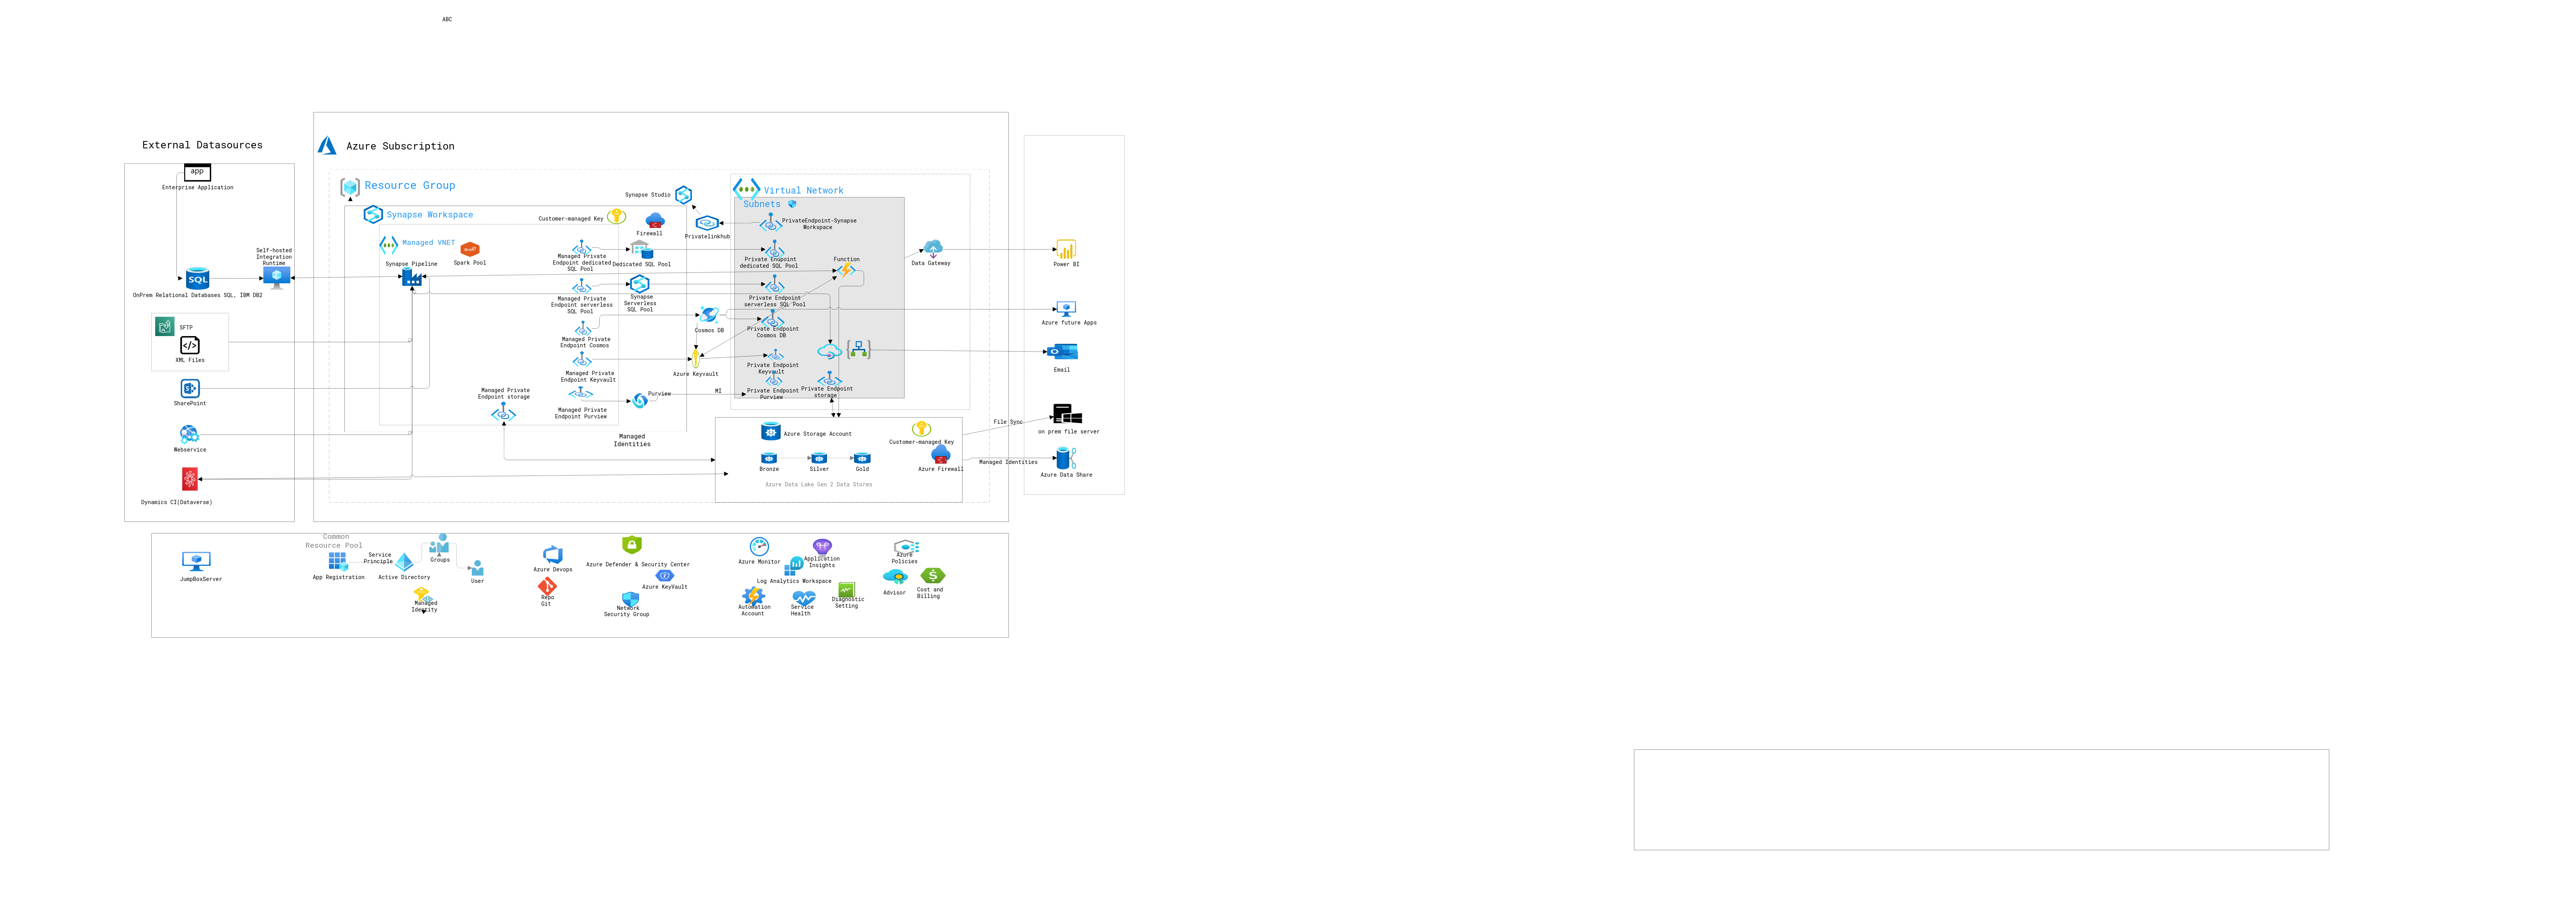 ABC
External Datasources
app
Enterprise Application
Self-hosted
Integration
Runtime
SQL
OnPrem Relational Databases SQL, IBM DB2
SFTP
XML Files
SharePoint
Webservice
Dynamics CI(Dataverse)
Azure Subscription
Resource Group
Synapse Workspace
Managed VNET
Spark Pool
Synapse Pipeline
Customer-managed Key
Firewall
Synapse Studio
Privatelinkhub
Managed Private
Endpoint dedicated
SQL Pool
Dedicated SQL Pool
Managed Private
Endpoint serverless
SQL Pool
Synapse
Serverless
SQL Pool
Managed Private
Endpoint Cosmos
Cosmos DB
Managed Private
Endpoint Keyvault
Azure Keyvault
Managed Private
Endpoint Purview
Purview
MI
Managed Private
Endpoint storage
Managed
Identities
Virtual Network
Subnets
PrivateEndpoint-Synapse
Workspace
Private Endpoint
dedicated SQL Pool
Function
Private Endpoint
serverless SQL Pool
Private Endpoint
Cosmos DB
Private Endpoint
Keyvault
Private Endpoint
Purview
Private Endpoint
storage
Azure Storage Account
Customer-managed Key
Azure Firewall
Bronze
Silver
Gold
Azure Data Lake Gen 2 Data Stores
Data Gateway
Power BI
Azure future Apps
Email
File Sync
on prem file server
Managed Identities
Azure Data Share
JumpBoxServer
Common
Resource Pool
App Registration
Service
Principle
Active Directory
Groups
User
Managed
Identity
Azure Devops
Repo
Git
Azure Defender & Security Center
Azure KeyVault
Network
Security Group
Azure Monitor
Application
Insights
Log Analytics Workspace
Automation
Account
Service
Health
Diagnostic
Setting
Azure
Policies
Advisor
Cost and
Billing